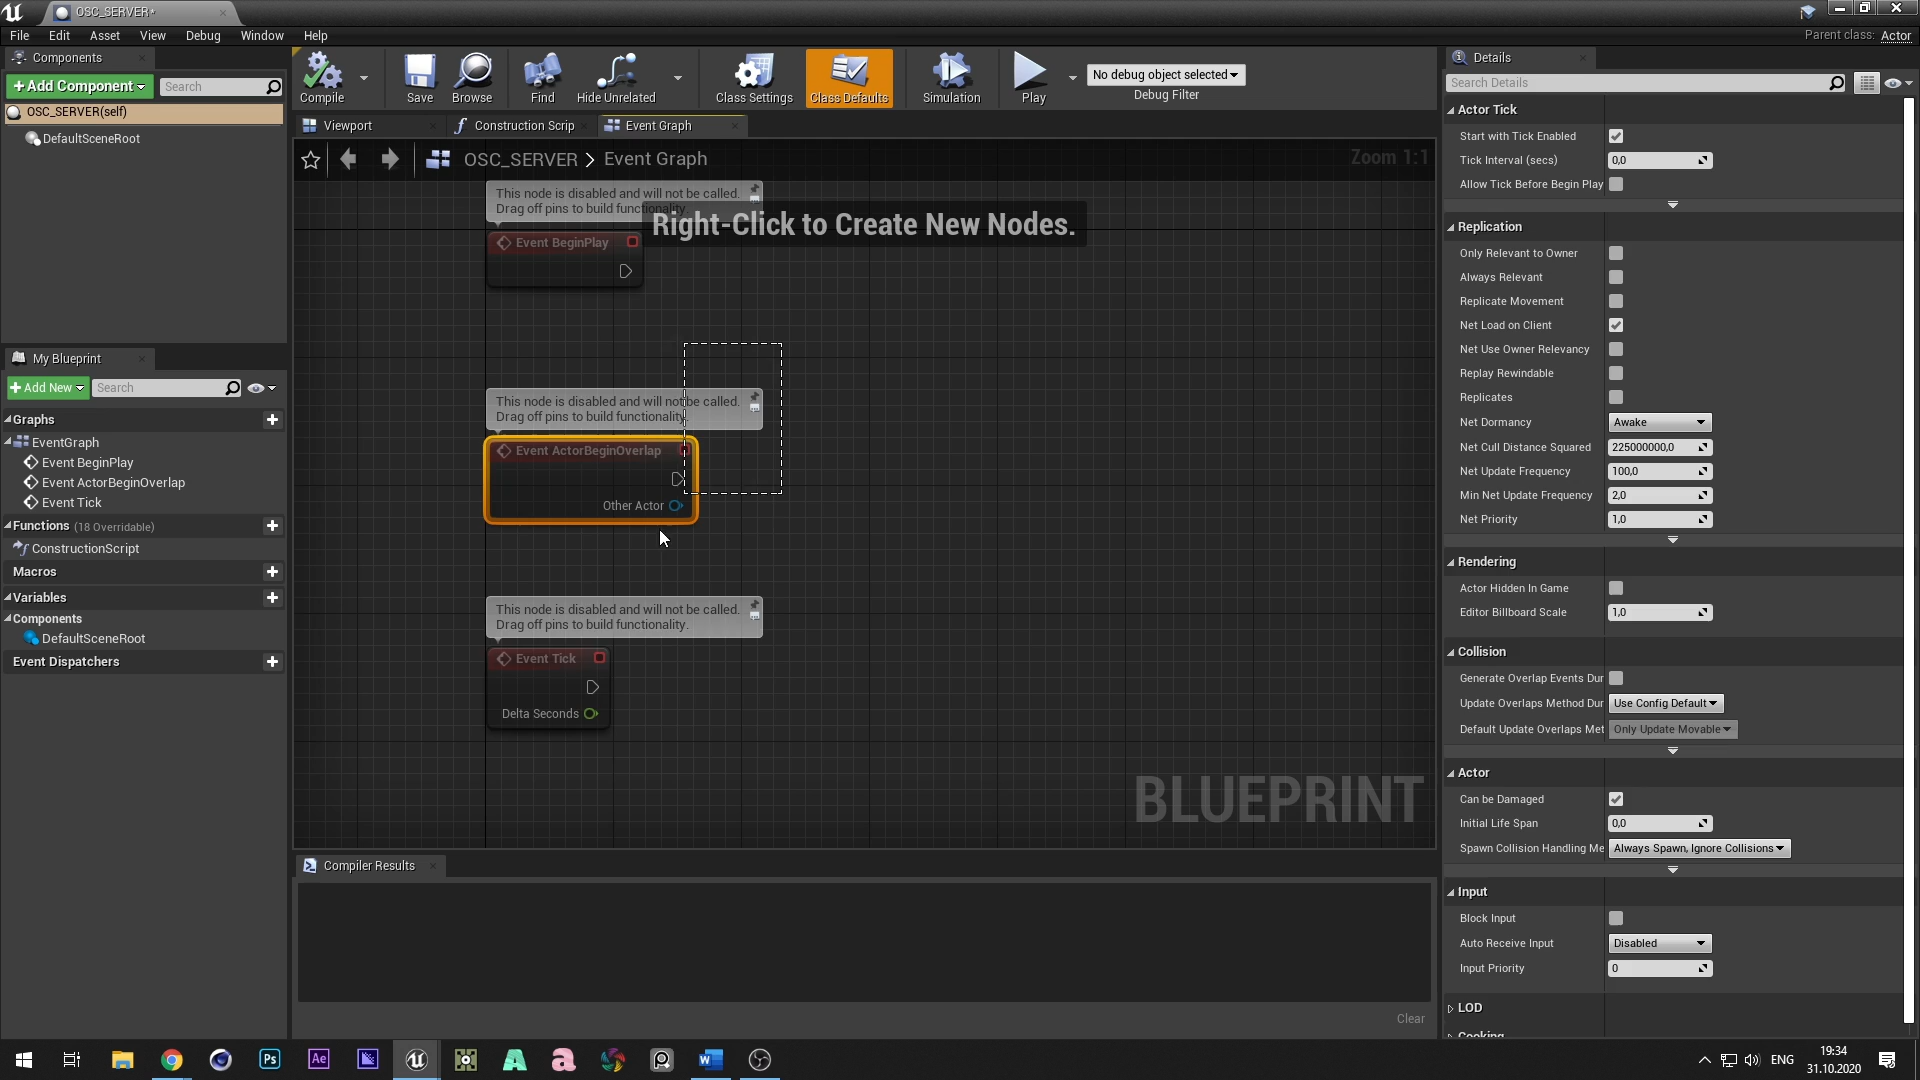 OSC_SERVER*
File Edit Asset View Debug Window Help
Parent class: Actor
Components
+Add Component
Search
OSC_SERVER(self)
DefaultSceneRoot
My Blueprint
+Add New
Search
Graphs
EventGraph
Event BeginPlay
Event ActorBeginOverlap
Event Tick
Functions (18 Overridable)
ConstructionScript
Macros
Variables
Components
DefaultSceneRoot
Event Dispatchers
Compile
Save
Browse
Find
Hide Unrelated
Class Settings
Class Defaults
Simulation
Play
No debug object selected
Debug Filter
Viewport
Construction Scrip
Event Graph
OSC_SERVER > Event Graph
Zoom 1:1
This node is disabled and will not be called.
Drag off pins to build functionality.
Right-Click to Create New Nodes.
Event BeginPlay
This node is disabled and will not be called.
Drag off pins to build functionality.
Event ActorBeginOverlap
Other Actor
This node is disabled and will not be called.
Drag off pins to build functionality.
Event Tick
Delta Seconds
BLUEPRINT
Compiler Results
Clear
Details
Search Details
Actor Tick
Start with Tick Enabled
Tick Interval (secs) 0,0
Allow Tick Before Begin Play
Replication
Only Relevant to Owner
Always Relevant
Replicate Movement
Net Load on Client
Net Use Owner Relevancy
Replay Rewindable
Replicates
Net Dormancy Awake
Net Cull Distance Squared 225000000,0
Net Update Frequency 100,0
Min Net Update Frequency 2,0
Net Priority 1,0
Rendering
Actor Hidden In Game
Editor Billboard Scale 1,0
Collision
Generate Overlap Events Dur
Update Overlaps Method Dur Use Config Default
Default Update Overlaps Met Only Update Movable
Actor
Can be Damaged
Initial Life Span 0,0
Spawn Collision Handling Me Always Spawn, Ignore Collisions
Input
Block Input
Auto Receive Input Disabled
Input Priority 0
LOD
Cooking
Ps
Ae
ENG
19:34
31.10.2020